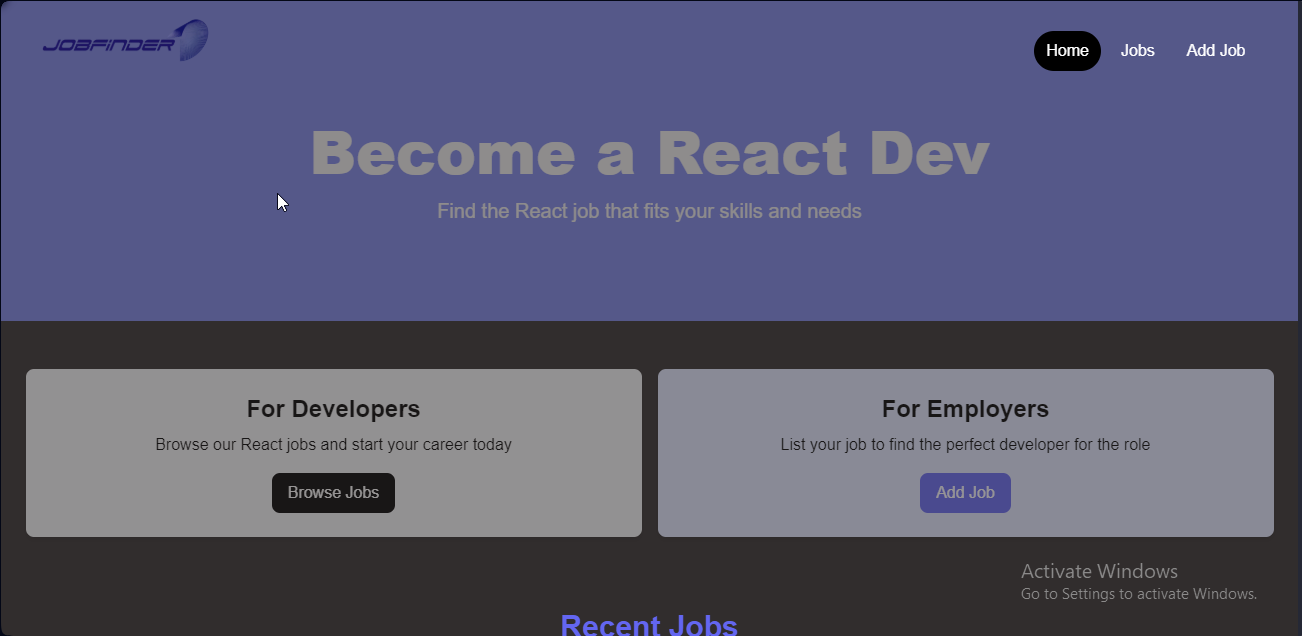 JOBFINDER
Home Jobs Add Job
Become a React Dev
Find the React job that fits your skills and needs
For Developers
Browse our React jobs and start your career today
Browse Jobs
For Employers
List your job to find the perfect developer for the role
Add Job
Activate Windows
Go to Settings to activate Windows.
Recent Jobs